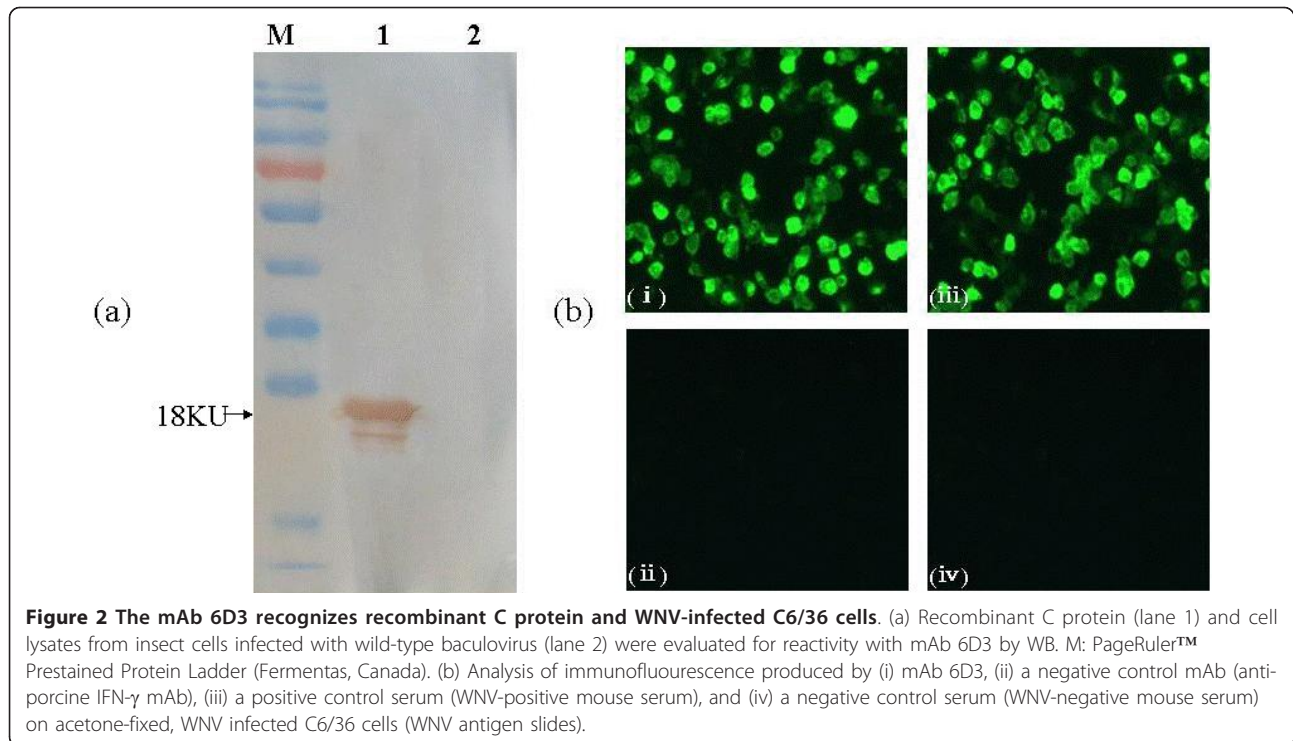 M 1 2
(a)
18KU
(b)
(i)
(iii)
(ii)
(iv)
Figure 2 The mAb 6D3 recognizes recombinant C protein and WNV-infected C6/36 cells. (a) Recombinant C protein (lane 1) and cell
lysates from insect cells infected with wild-type baculovirus (lane 2) were evaluated for reactivity with mAb 6D3 by WB. M: PageRuler™
Prestained Protein Ladder (Fermentas, Canada). (b) Analysis of immunofluourescence produced by (i) mAb 6D3, (ii) a negative control mAb (anti-
porcine IFN-γ mAb), (iii) a positive control serum (WNV-positive mouse serum), and (iv) a negative control serum (WNV-negative mouse serum)
on acetone-fixed, WNV infected C6/36 cells (WNV antigen slides).